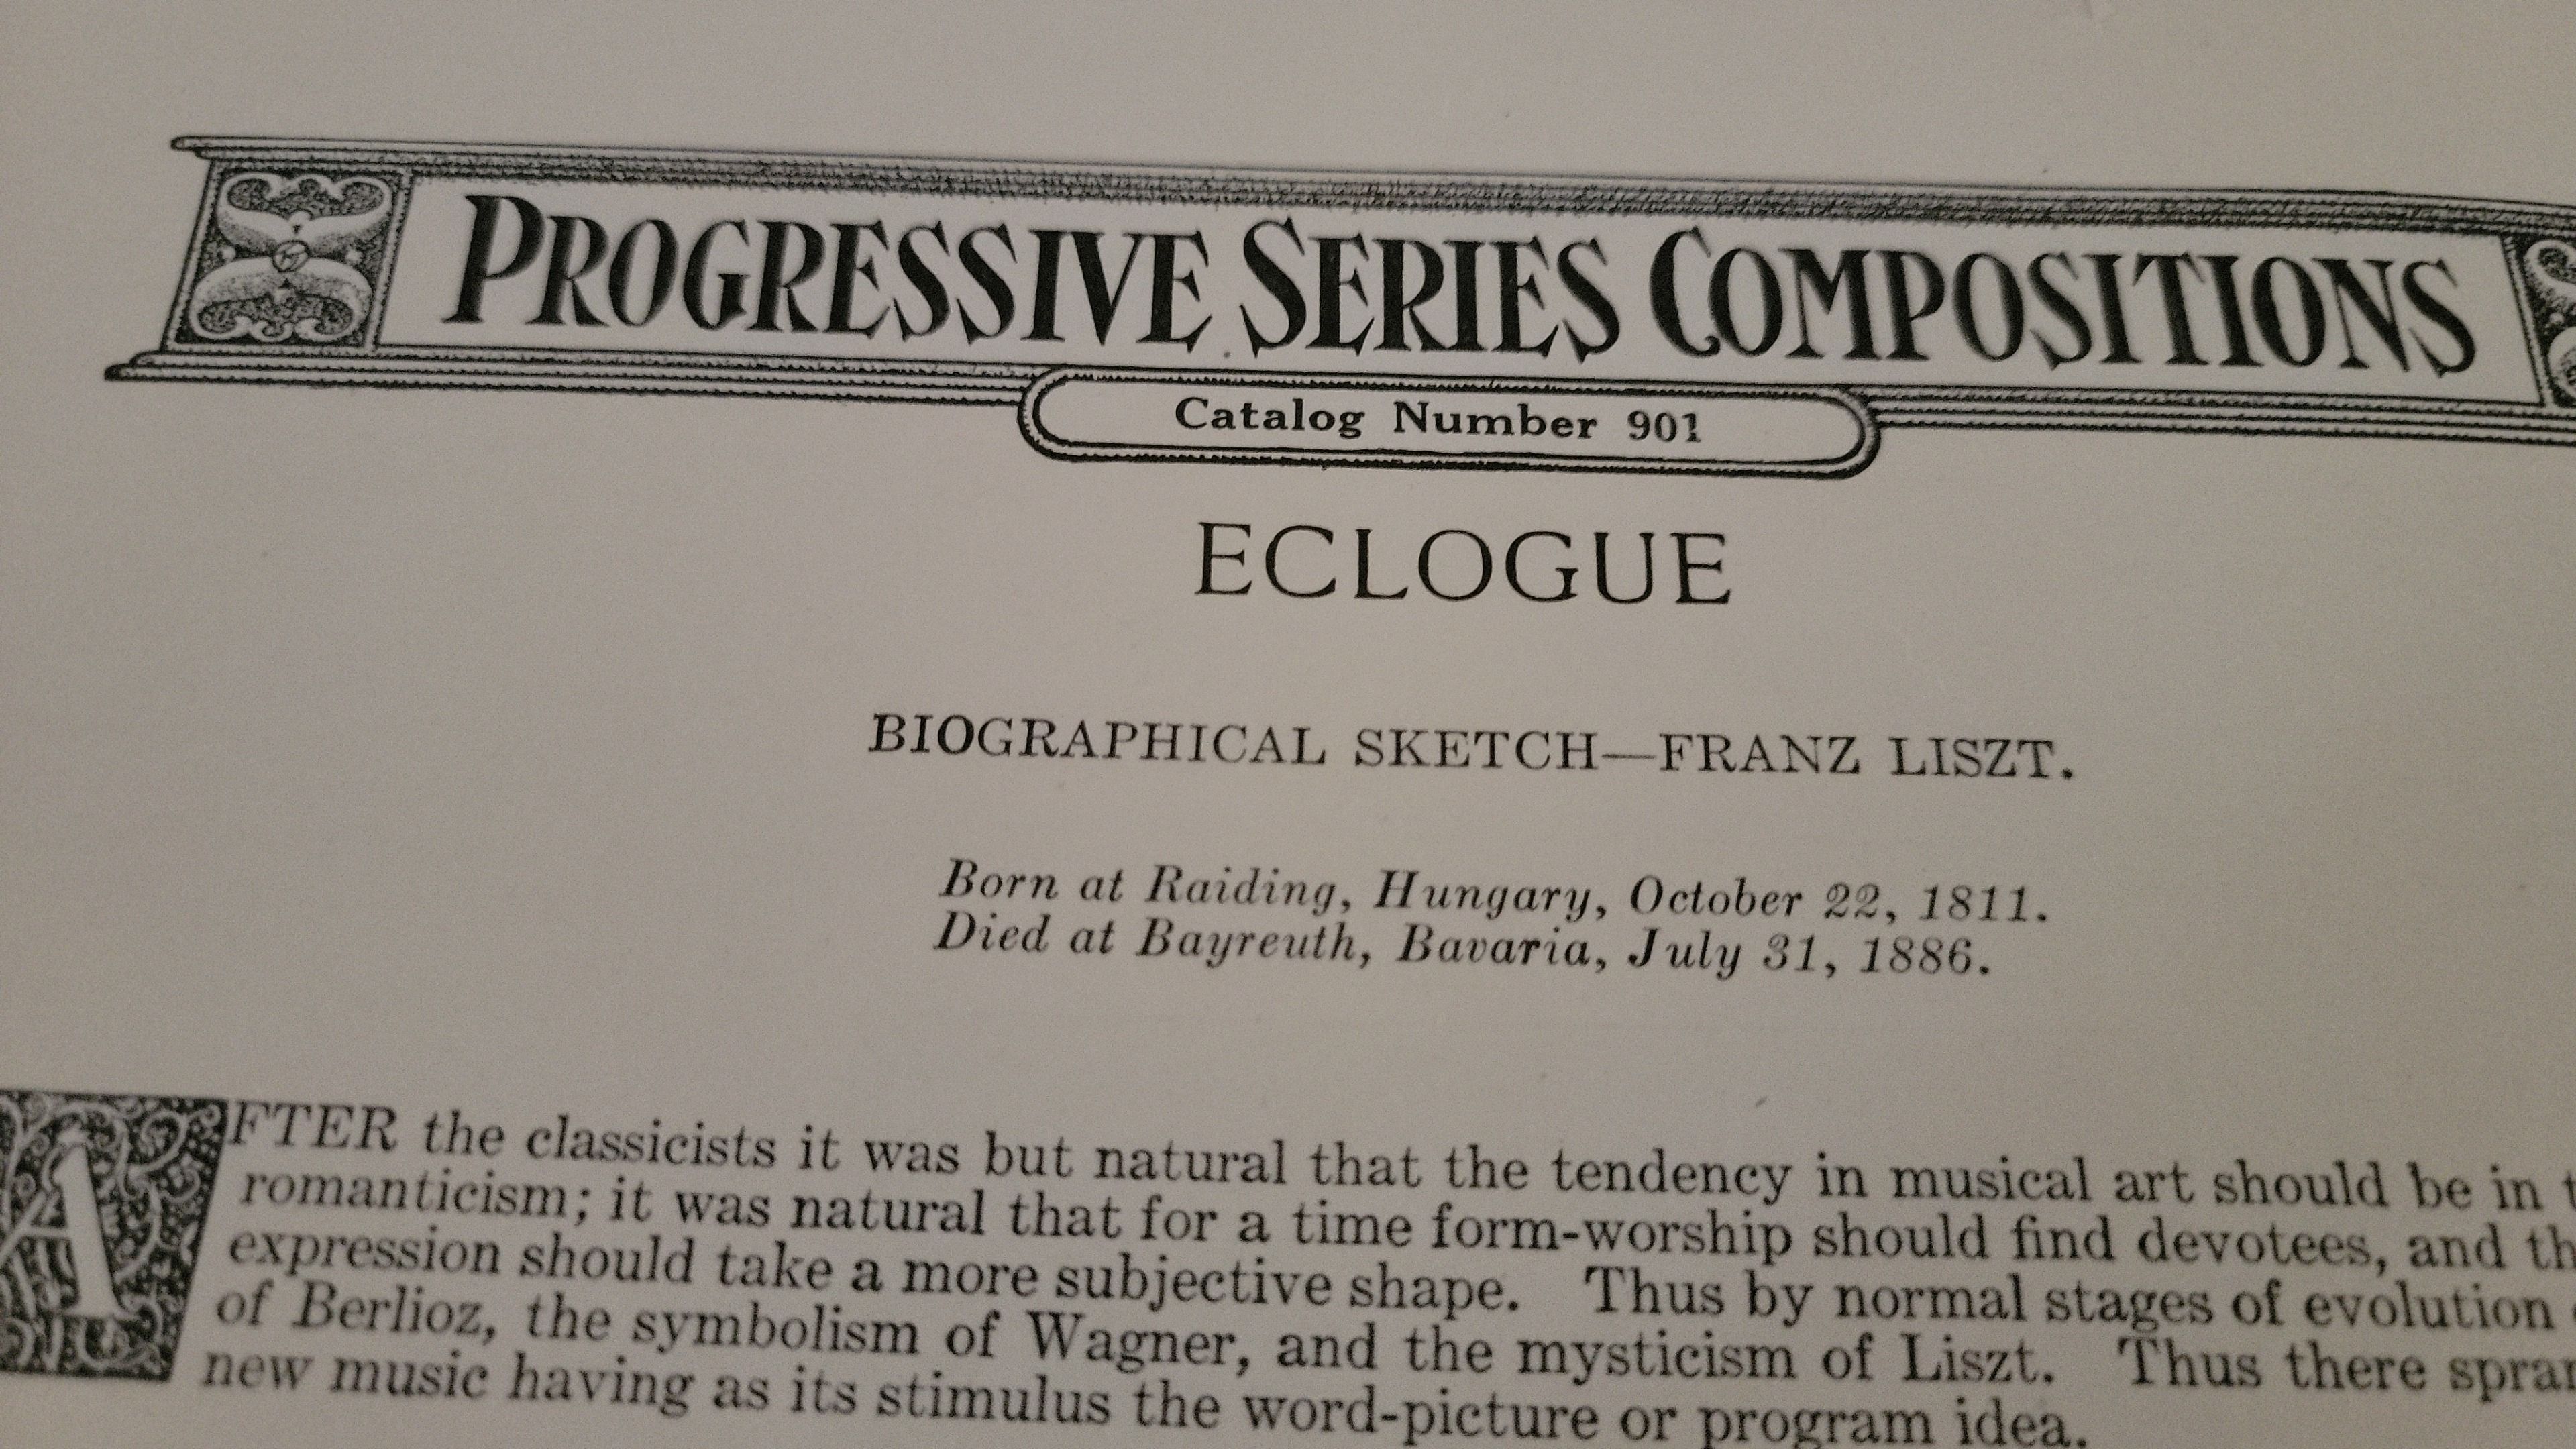 PROGRESSIVE SERIES COMPOSITIONS
Catalog Number 901
ECLOGUE
BIOGRAPHICAL SKETCH—FRANZ LISZT.
Born at Raiding, Hungary, October 22, 1811.
Died at Bayreuth, Bavaria, July 31, 1886.
AFTER the classicists it was but natural that the tendency in musical art should be in
romanticism; it was natural that for a time form-worship should find devotees, and
expression should take a more subjective shape. Thus by normal stages of evolution
of Berlioz, the symbolism of Wagner, and the mysticism of Liszt. Thus there
new music having as its stimulus the word-picture or program idea.